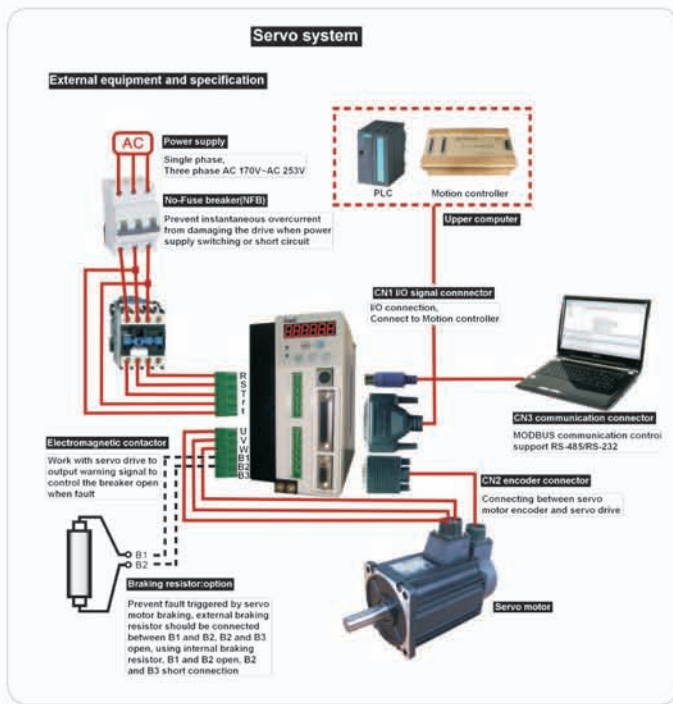 Servo system
External equipment and specification
AC
Power supply
Single phase,
Three phase AC 170V~AC 253V
No-Fuse breaker(NFB)
Prevent instantaneous overcurrent
from damaging the drive when power
supply switching or short circuit
PLC
Motion controller
Upper computer
CN1 I/O signal connnector
I/O connection,
Connect to Motion controller
R
S
T
r
t
U
V
W
B1
B2
B3
CN3 communication connector
MODBUS communication control
support RS-485/RS-232
Electromagnetic contactor
Work with servo drive to
output warning signal to
control the breaker open
when fault
CN2 encoder connector
Connecting between servo
motor encoder and servo drive
B1
B2
Braking resistor:option
Prevent fault triggered by servo
motor braking, external braking
resistor should be connected
between B1 and B2, B2 and B3
open, using internal braking
resistor, B1 and B2 open, B2
and B3 short connection
Servo motor